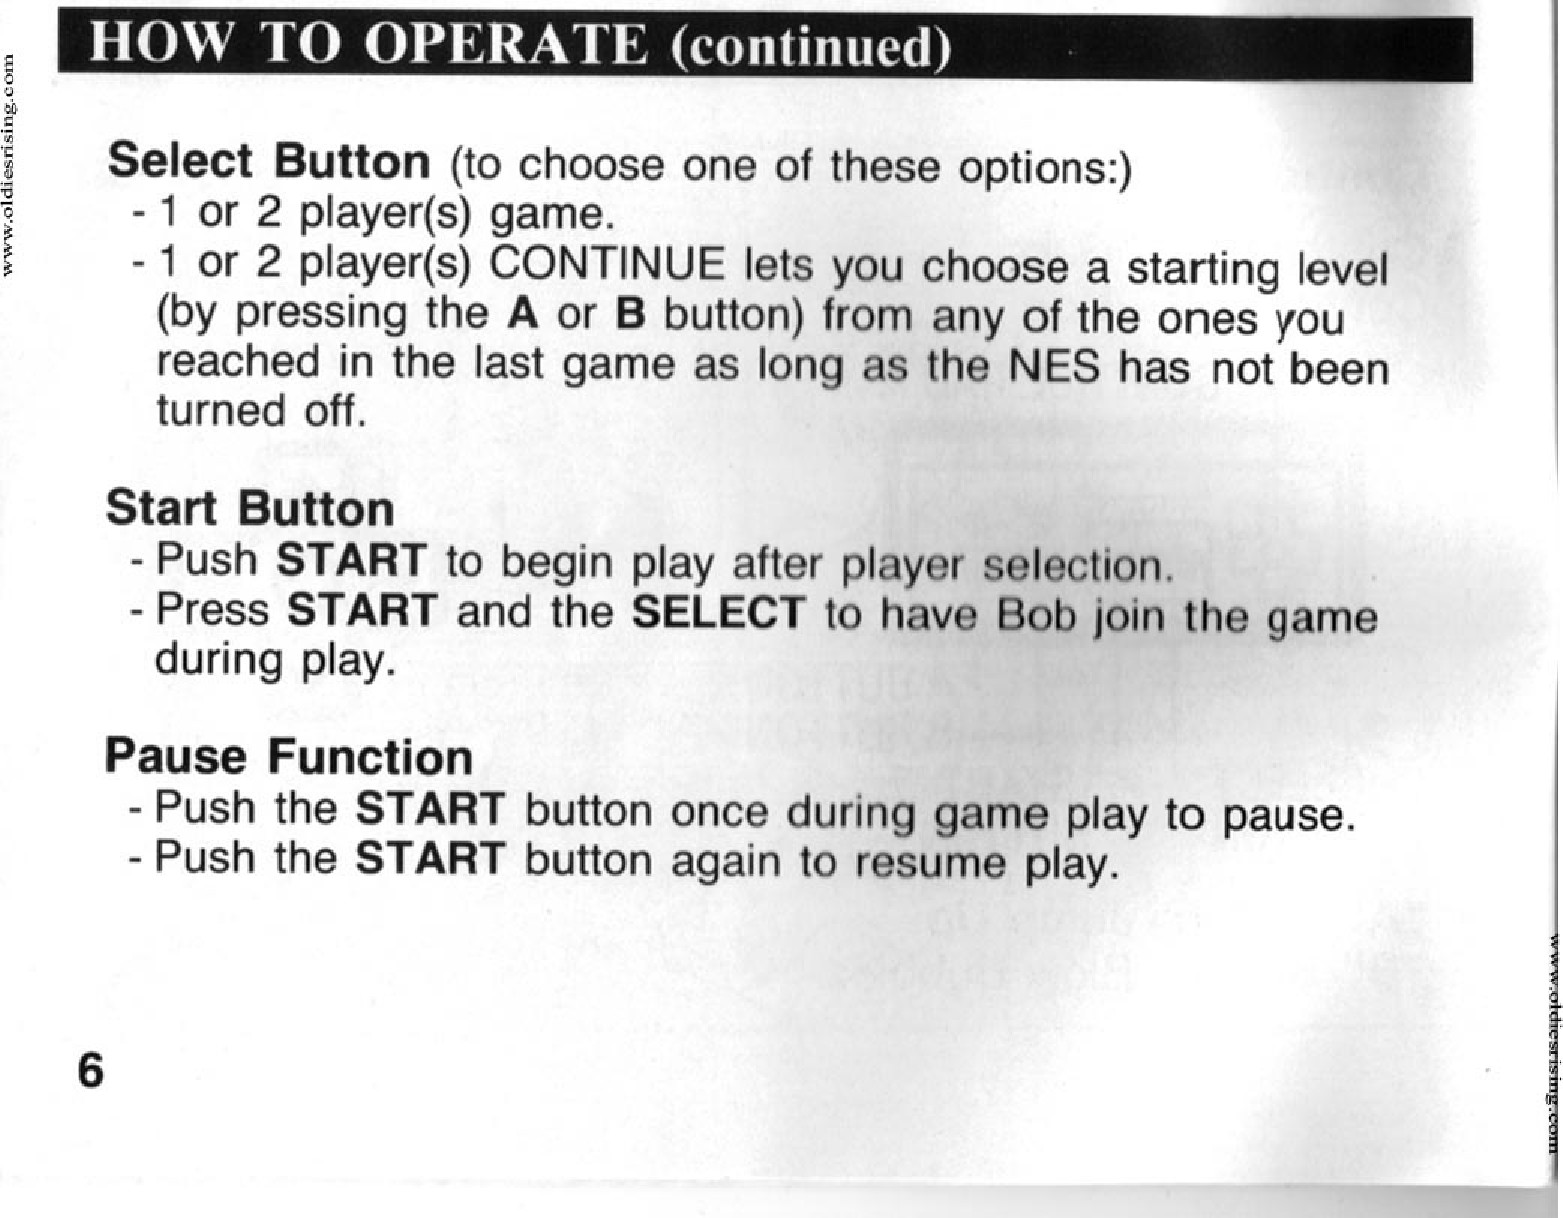 HOW TO OPERATE (continued)
Select Button (to choose one of these options:)
- 1 or 2 player(s) game.
- 1 or 2 player(s) CONTINUE lets you choose a starting level
(by pressing the A or B button) from any of the ones you
reached in the last game as long as the NES has not been
turned off.
Start Button
- Push START to begin play after player selection.
- Press START and the SELECT to have Bob join the game
during play.
Pause Function
- Push the START button once during game play to pause.
- Push the START button again to resume play.
6
www.oldiesrising.com
www.oldiesrising.com